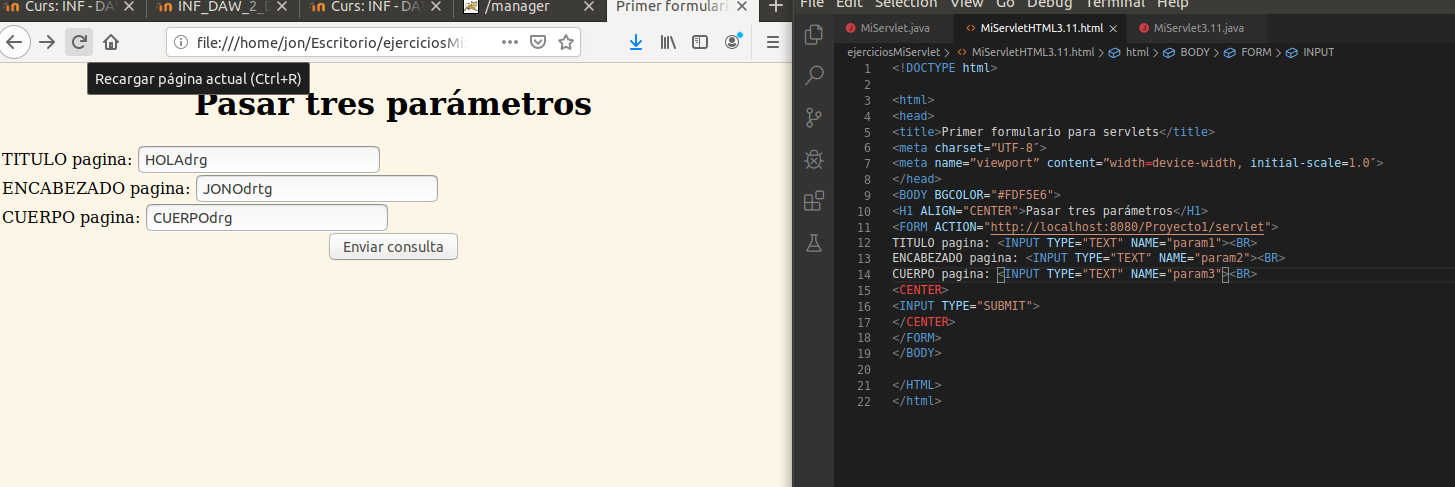 Curs: INF - DA
INF_DAW_2_D
Curs: INF - DAW
/manager
Primer formulari
file:///home/jon/Escritorio/ejerciciosMi
Recargar página actual (Ctrl+R)
Pasar tres parámetros
TITULO pagina: HOLAdrg
ENCABEZADO pagina: JONOdrtg
CUERPO pagina: CUERPOdrg
Enviar consulta
File Edit Selection View Go Debug Terminal Help
MiServlet.java
MiServletHTML3.11.html
MiServlet3.11.java
ejerciciosMiServlet > MiServletHTML3.11.html > html > BODY > FORM > INPUT
1 <!DOCTYPE html>
2
3 <html>
4 <head>
5 <title>Primer formulario para servlets</title>
6 <meta charset=”UTF-8″>
7 <meta name=”viewport” content=”width=device-width, initial-scale=1.0″>
8 </head>
9 <BODY BGCOLOR="#FDF5E6">
10 <H1 ALIGN="CENTER">Pasar tres parámetros</H1>
11 <FORM ACTION="http://localhost:8080/Proyecto1/servlet">
12 TITULO pagina: <INPUT TYPE="TEXT" NAME="param1"><BR>
13 ENCABEZADO pagina: <INPUT TYPE="TEXT" NAME="param2"><BR>
14 CUERPO pagina: <INPUT TYPE="TEXT" NAME="param3"><BR>
15 <CENTER>
16 <INPUT TYPE="SUBMIT">
17 </CENTER>
18 </FORM>
19 </BODY>
20
21 </HTML>
22 </html>